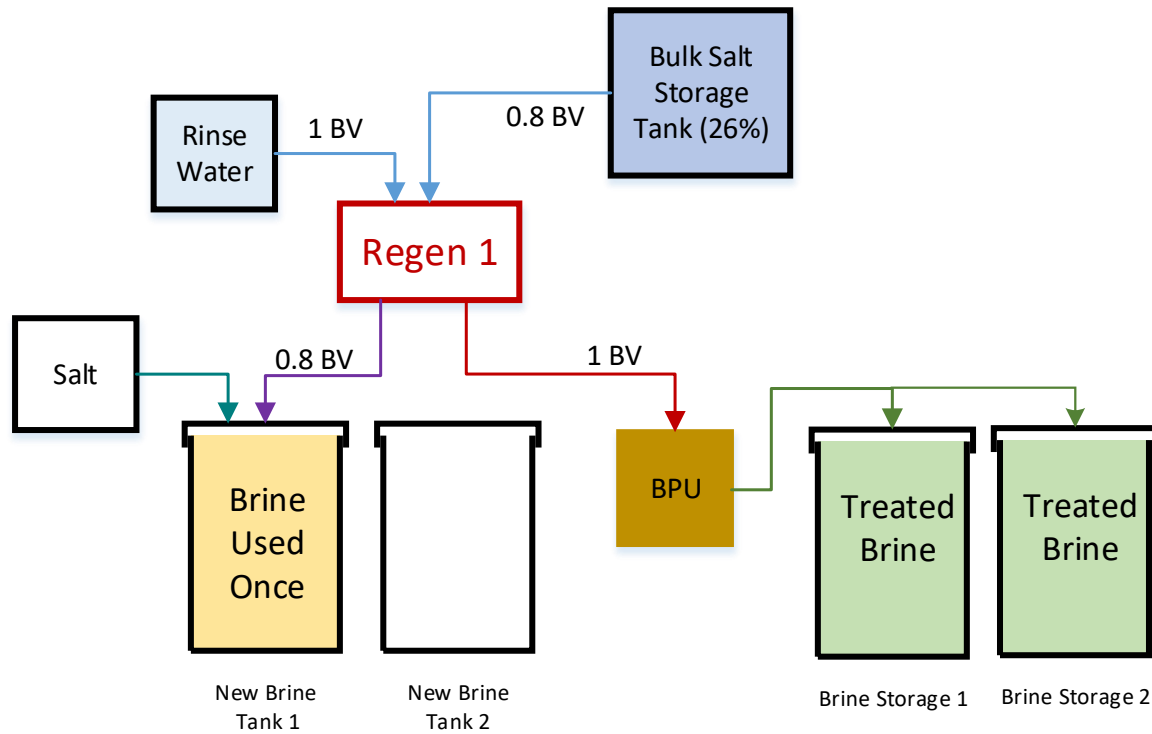 Bulk Salt
Storage
Tank (26%)
Rinse
Water
1 BV
0.8 BV
Regen 1
Salt
0.8 BV
1 BV
Brine
Used
Once
BPU
Treated
Brine
Treated
Brine
New Brine
Tank 1
New Brine
Tank 2
Brine Storage 1
Brine Storage 2